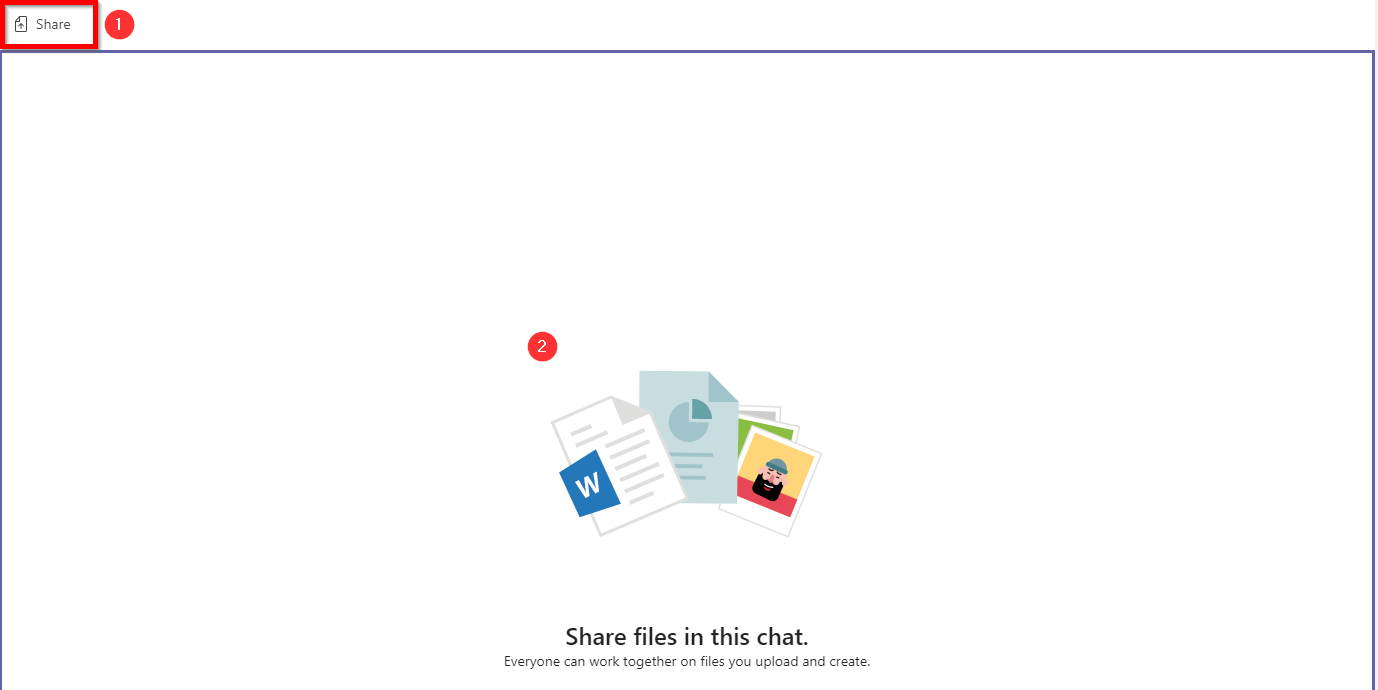 Share
1
2
W
Share files in this chat.
Everyone can work together on files you upload and create.